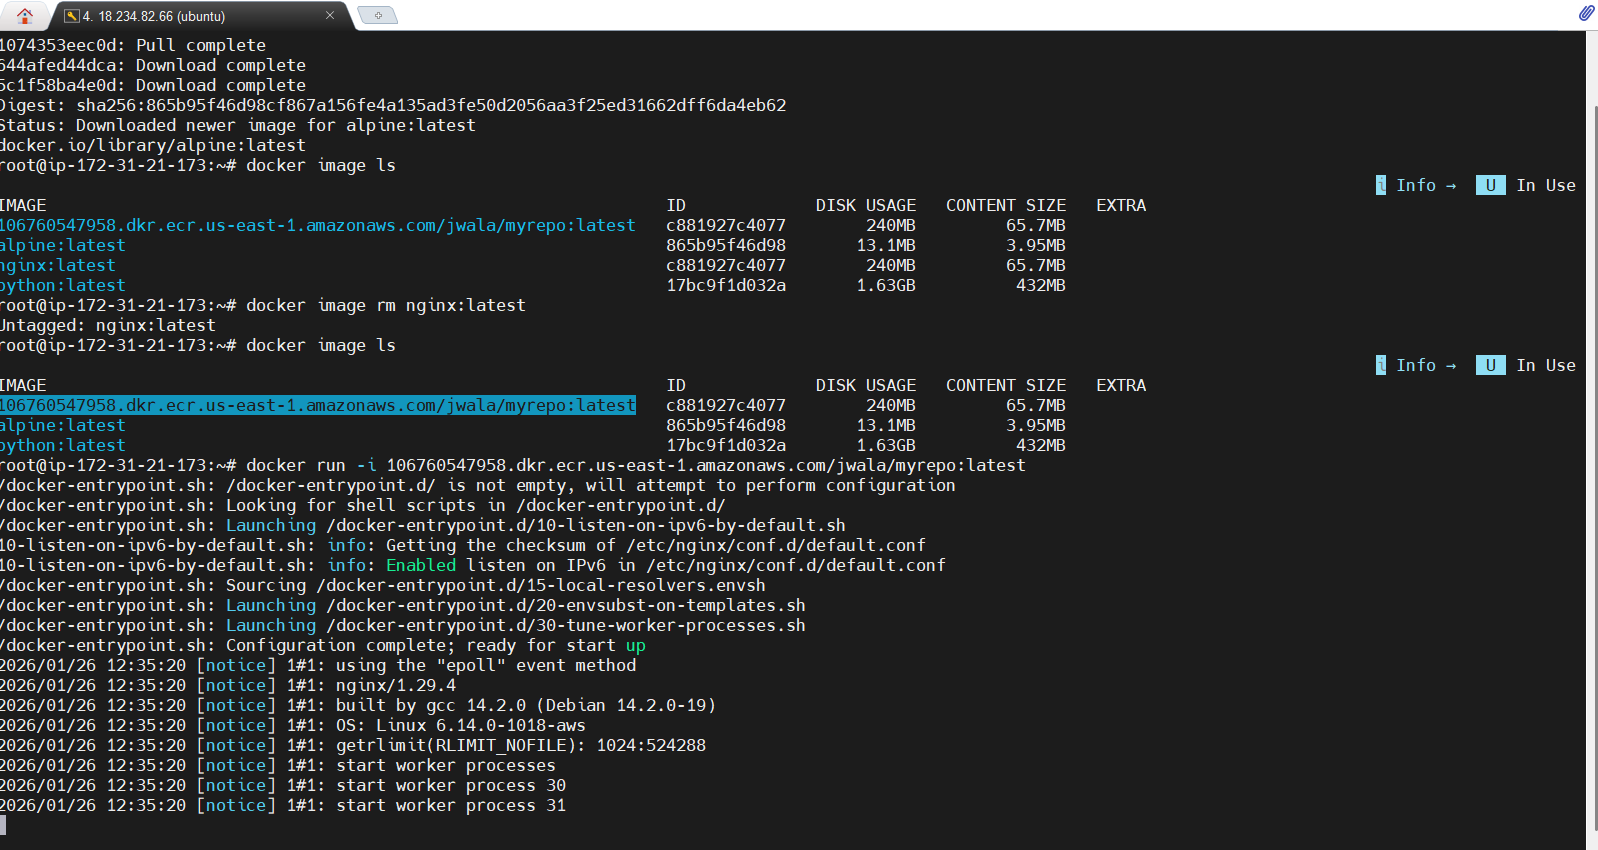 4. 18.234.82.66 (ubuntu)
1074353eec0d: Pull complete
644afed44dca: Download complete
5c1f58ba4e0d: Download complete
Digest: sha256:865b95f46d98cf867a156fe4a135ad3fe50d2056aa3f25ed31662dff6da4eb62
Status: Downloaded newer image for alpine:latest
docker.io/library/alpine:latest
root@ip-172-31-21-173:~# docker image ls
i Info → U In Use
IMAGE ID DISK USAGE CONTENT SIZE EXTRA
106760547958.dkr.ecr.us-east-1.amazonaws.com/jwala/myrepo:latest c881927c4077 240MB 65.7MB
alpine:latest 865b95f46d98 13.1MB 3.95MB
nginx:latest c881927c4077 240MB 65.7MB
python:latest 17bc9f1d032a 1.63GB 432MB
root@ip-172-31-21-173:~# docker image rm nginx:latest
Untagged: nginx:latest
root@ip-172-31-21-173:~# docker image ls
i Info → U In Use
IMAGE ID DISK USAGE CONTENT SIZE EXTRA
106760547958.dkr.ecr.us-east-1.amazonaws.com/jwala/myrepo:latest c881927c4077 240MB 65.7MB
alpine:latest 865b95f46d98 13.1MB 3.95MB
python:latest 17bc9f1d032a 1.63GB 432MB
root@ip-172-31-21-173:~# docker run -i 106760547958.dkr.ecr.us-east-1.amazonaws.com/jwala/myrepo:latest
/docker-entrypoint.sh: /docker-entrypoint.d/ is not empty, will attempt to perform configuration
/docker-entrypoint.sh: Looking for shell scripts in /docker-entrypoint.d/
/docker-entrypoint.sh: Launching /docker-entrypoint.d/10-listen-on-ipv6-by-default.sh
10-listen-on-ipv6-by-default.sh: info: Getting the checksum of /etc/nginx/conf.d/default.conf
10-listen-on-ipv6-by-default.sh: info: Enabled listen on IPv6 in /etc/nginx/conf.d/default.conf
/docker-entrypoint.sh: Sourcing /docker-entrypoint.d/15-local-resolvers.envsh
/docker-entrypoint.sh: Launching /docker-entrypoint.d/20-envsubst-on-templates.sh
/docker-entrypoint.sh: Launching /docker-entrypoint.d/30-tune-worker-processes.sh
/docker-entrypoint.sh: Configuration complete; ready for start up
2026/01/26 12:35:20 [notice] 1#1: using the "epoll" event method
2026/01/26 12:35:20 [notice] 1#1: nginx/1.29.4
2026/01/26 12:35:20 [notice] 1#1: built by gcc 14.2.0 (Debian 14.2.0-19)
2026/01/26 12:35:20 [notice] 1#1: OS: Linux 6.14.0-1018-aws
2026/01/26 12:35:20 [notice] 1#1: getrlimit(RLIMIT_NOFILE): 1024:524288
2026/01/26 12:35:20 [notice] 1#1: start worker processes
2026/01/26 12:35:20 [notice] 1#1: start worker process 30
2026/01/26 12:35:20 [notice] 1#1: start worker process 31